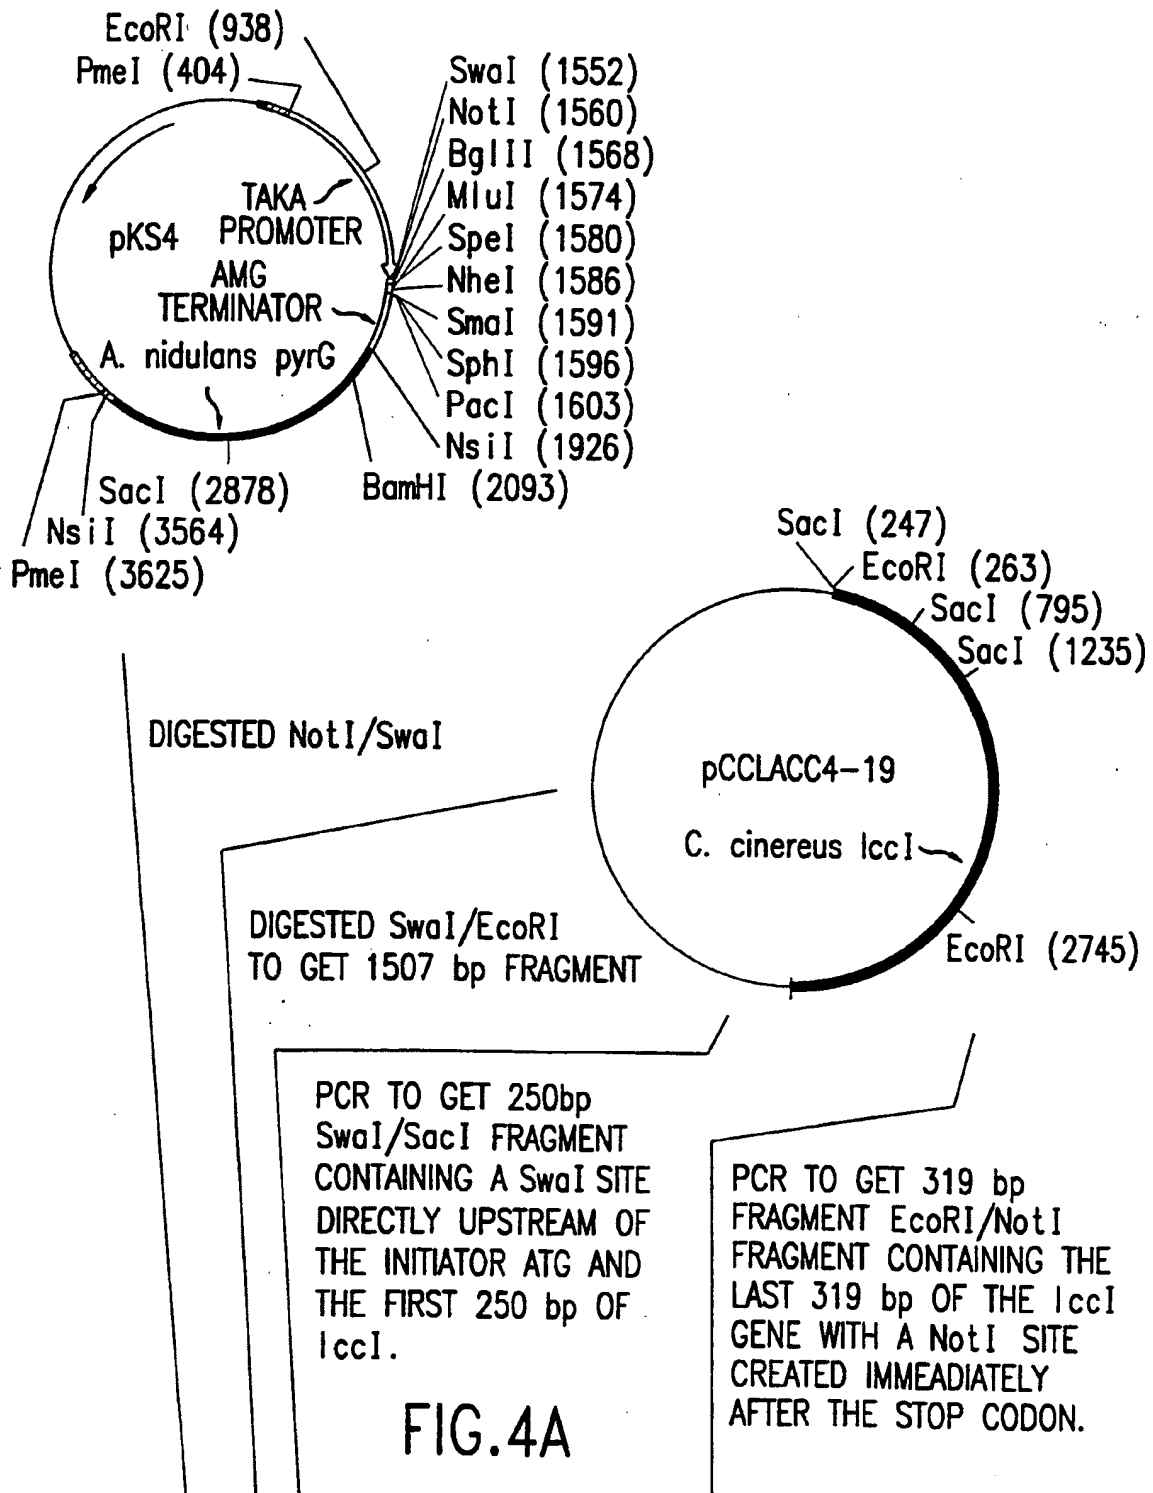 EcoRI (938)
PmeI (404)
SwaI (1552)
NotI (1560)
BglII (1568)
MluI (1574)
SpeI (1580)
NheI (1586)
SmaI (1591)
SphI (1596)
PacI (1603)
NsiI (1926)
BamHI (2093)
TAKA
PROMOTER
pKS4
AMG
TERMINATOR
A. nidulans pyrG
SacI (2878)
NsiI (3564)
PmeI (3625)
SacI (247)
EcoRI (263)
SacI (795)
SacI (1235)
pCCLACC4-19
C. cinereus lccI
EcoRI (2745)
DIGESTED NotI/SwaI
DIGESTED SwaI/EcoRI
TO GET 1507 bp FRAGMENT
PCR TO GET 250bp
SwaI/SacI FRAGMENT
CONTAINING A SwaI SITE
DIRECTLY UPSTREAM OF
THE INITIATOR ATG AND
THE FIRST 250 bp OF
lccI.
PCR TO GET 319 bp
FRAGMENT EcoRI/NotI
FRAGMENT CONTAINING THE
LAST 319 bp OF THE lccI
GENE WITH A NotI SITE
CREATED IMMEADIATELY
AFTER THE STOP CODON.
FIG.4A